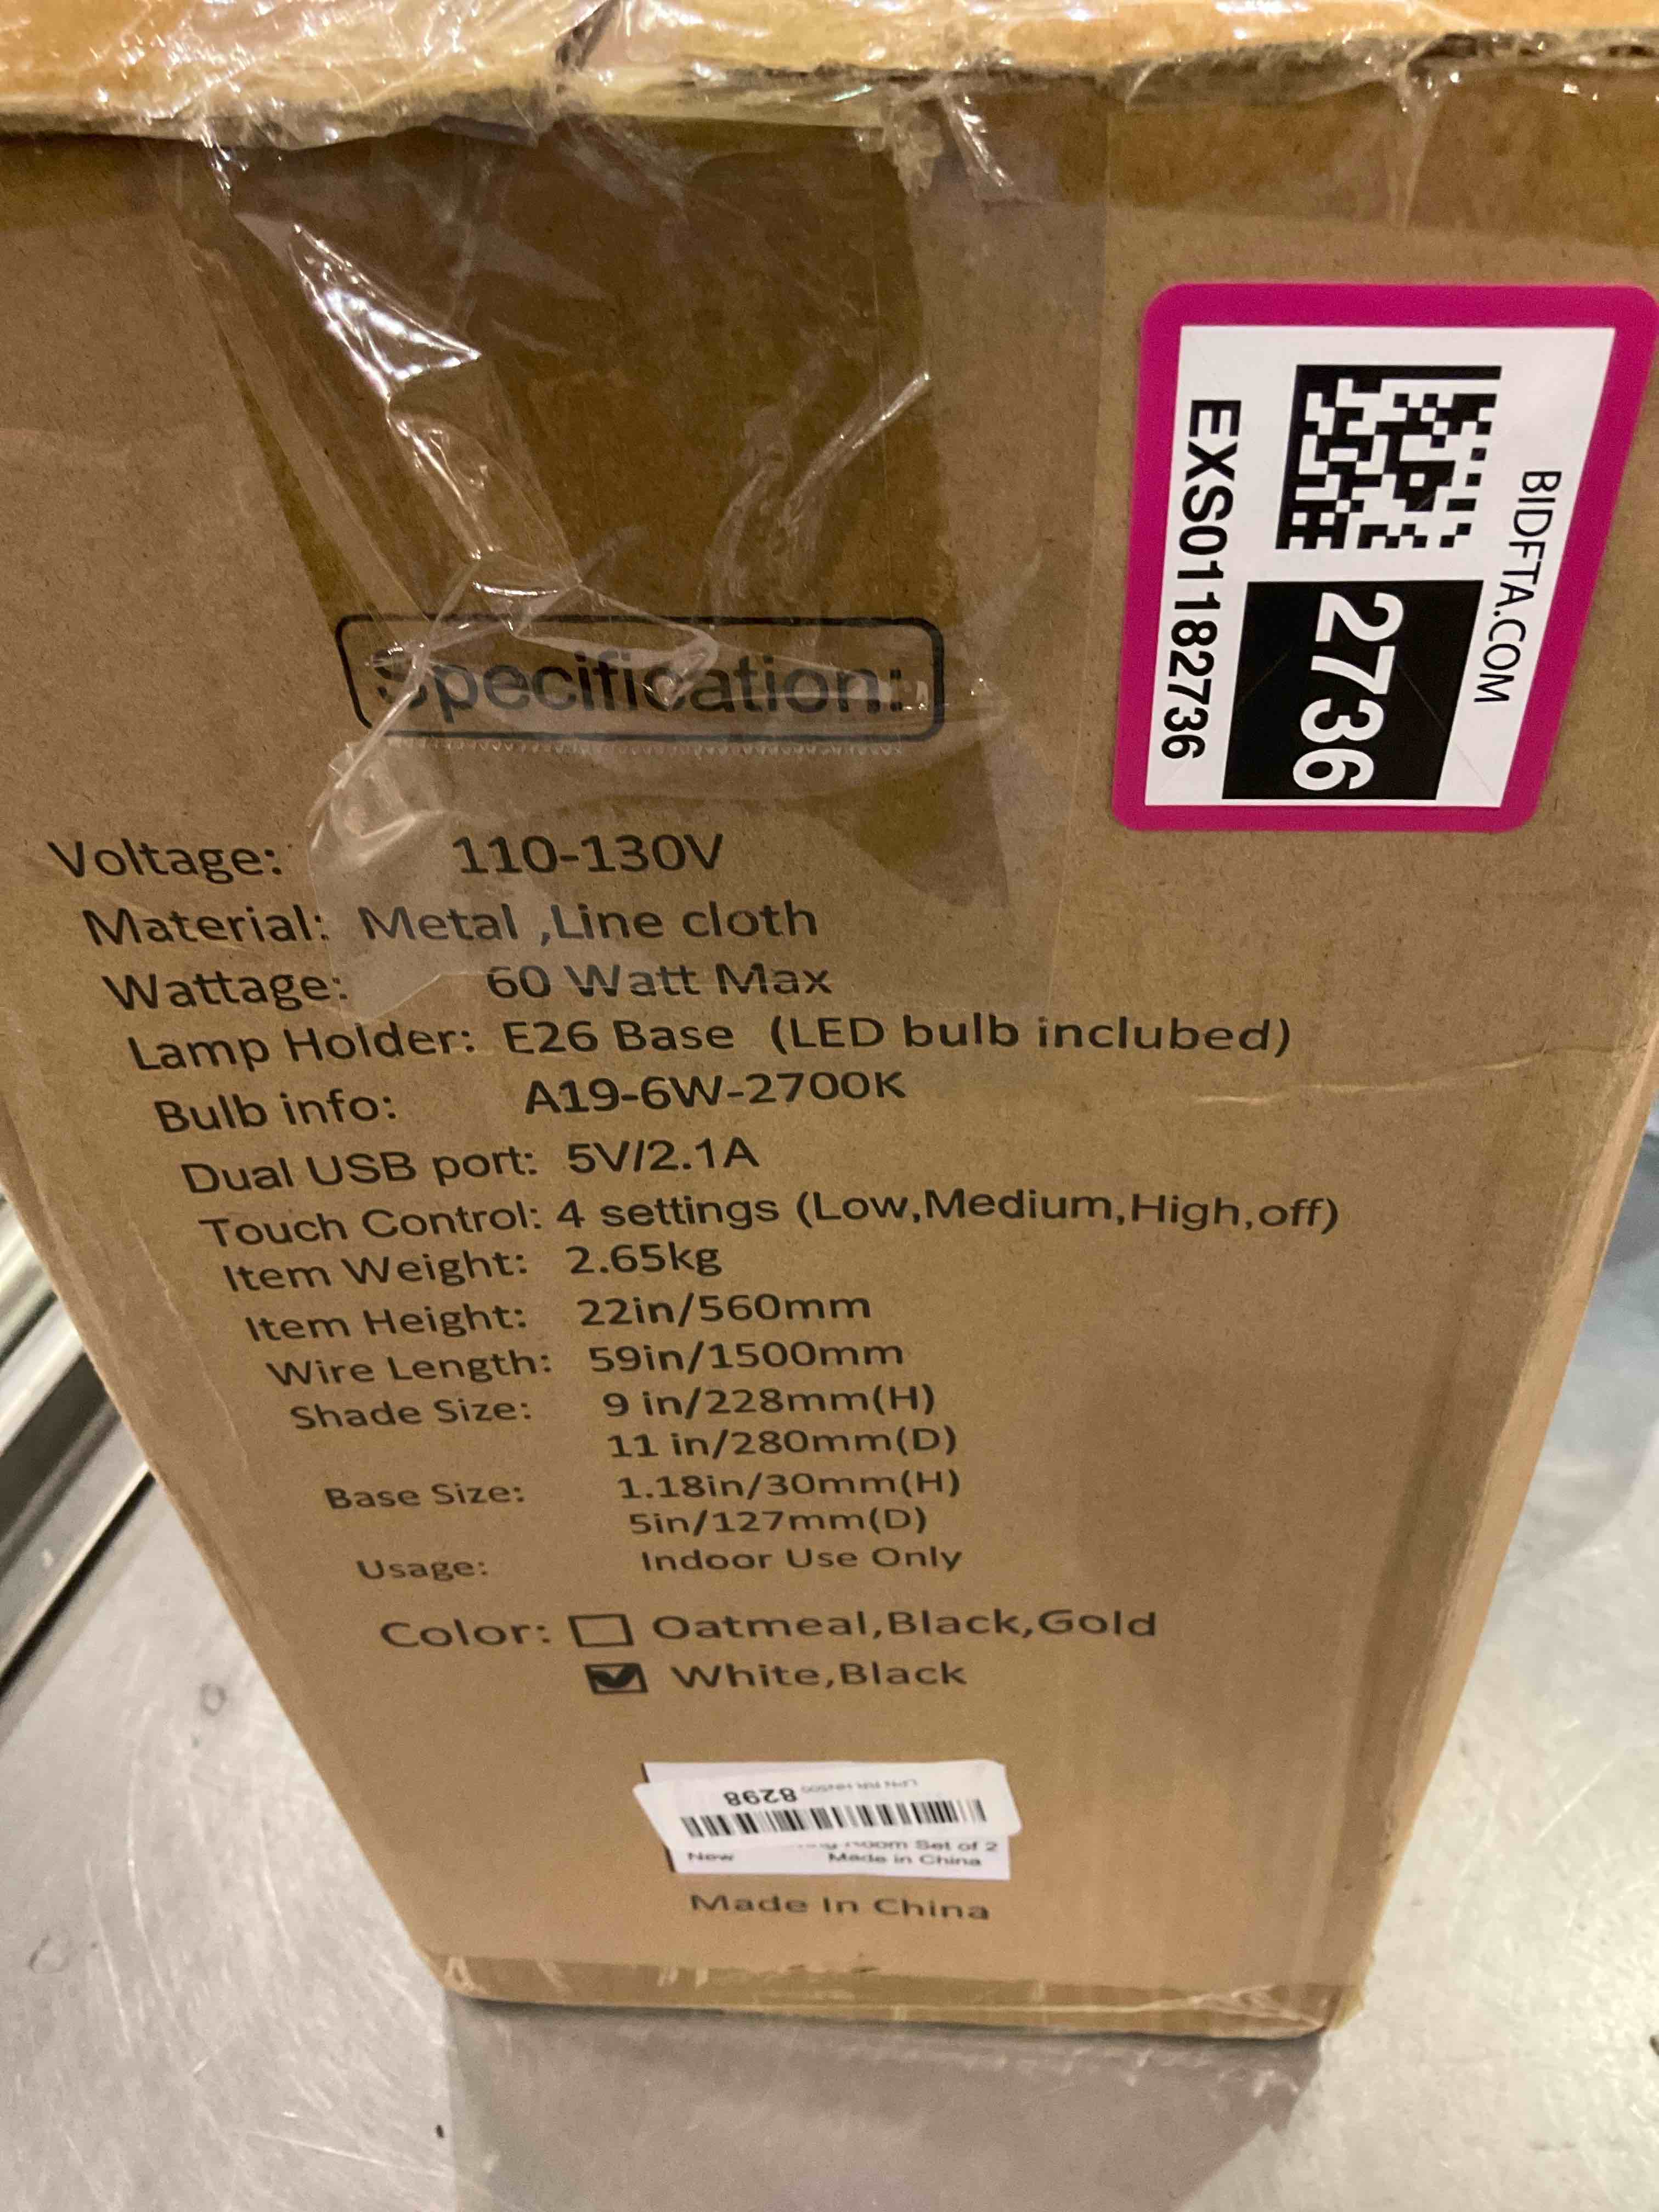 BIDFTA.COM
2736
EXS01182736
Specification:
Voltage: 110-130V
Material: Metal ,Line cloth
Wattage: 60 Watt Max
Lamp Holder: E26 Base (LED bulb inclubed)
Bulb info: A19-6W-2700K
Dual USB port: 5V/2.1A
Touch Control: 4 settings (Low,Medium,High,off)
Item Weight: 2.65kg
Item Height: 22in/560mm
Wire Length: 59in/1500mm
Shade Size: 9 in/228mm(H)
11 in/280mm(D)
Base Size: 1.18in/30mm(H)
5in/127mm(D)
Usage: Indoor Use Only
Color: Oatmeal,Black,Gold
White,Black
8298
Room Set of 2
New Made in China
Made In China